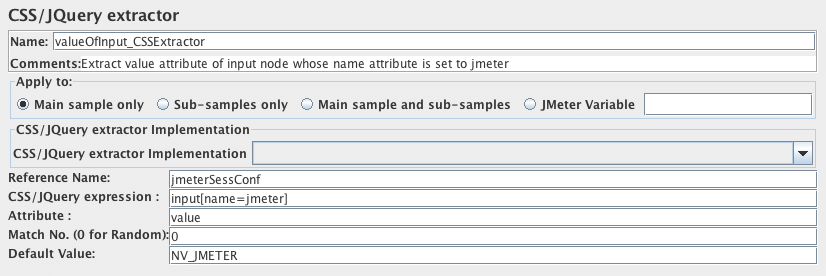 CSS/JQuery extractor
Name: valueOfInput_CSSExtractor
Comments:Extract value attribute of input node whose name attribute is set to jmeter
Apply to:
Main sample only Sub-samples only Main sample and sub-samples JMeter Variable
CSS/JQuery extractor Implementation
CSS/JQuery extractor Implementation
Reference Name: jmeterSessConf
CSS/JQuery expression : input[name=jmeter]
Attribute : value
Match No. (0 for Random): 0
Default Value: NV_JMETER